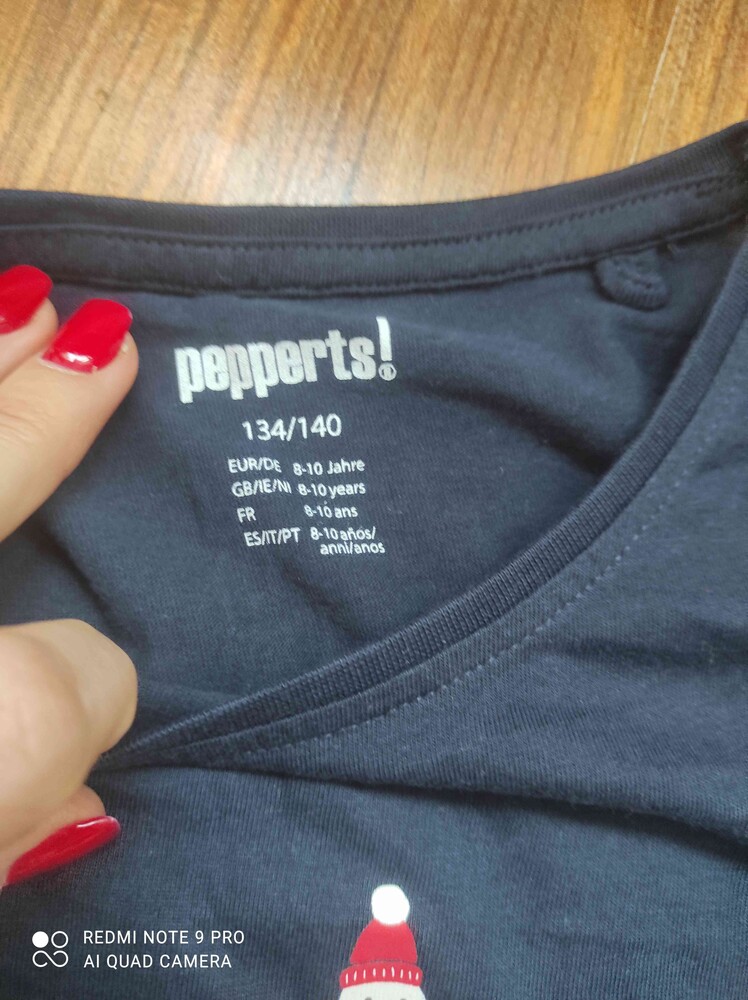 pepperts!®
134/140
EUR/DE 8-10 Jahre
GB/IE/NI 8-10 years
FR 8-10 ans
ES/IT/PT 8-10 años/
anni/anos
REDMI NOTE 9 PRO
AI QUAD CAMERA